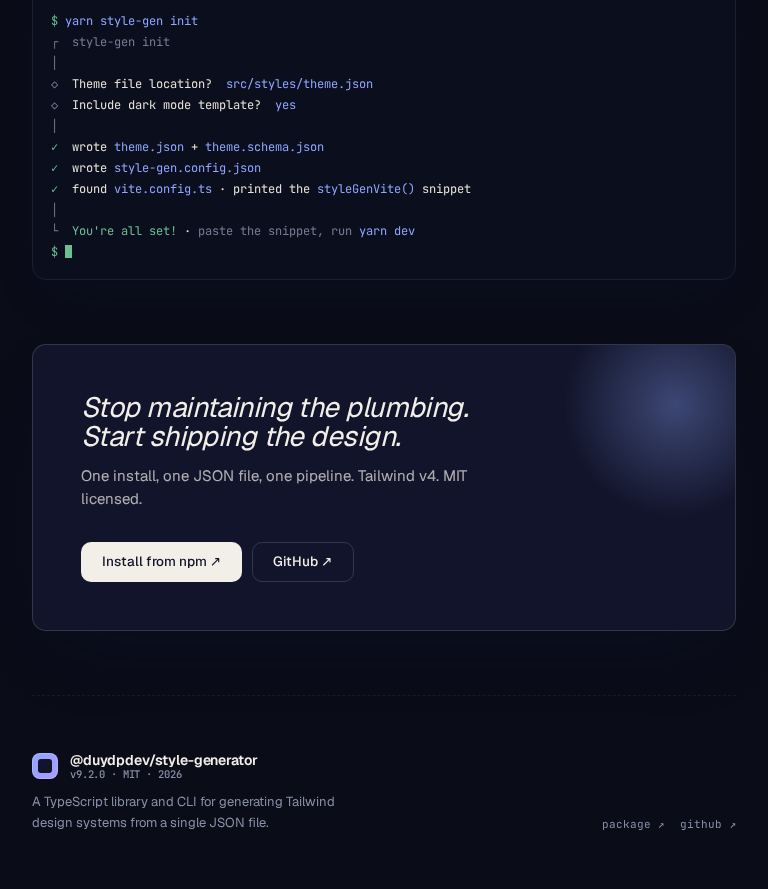 $ yarn style-gen init
┌  style-gen init
│
◇  Theme file location?  src/styles/theme.json
◇  Include dark mode template?  yes
│
✓  wrote theme.json + theme.schema.json
✓  wrote style-gen.config.json
✓  found vite.config.ts · printed the styleGenVite() snippet
│
└  You're all set! · paste the snippet, run yarn dev
$
Stop maintaining the plumbing.
Start shipping the design.
One install, one JSON file, one pipeline. Tailwind v4. MIT
licensed.
Install from npm ↗
GitHub ↗
@duydpdev/style-generator
v9.2.0 · MIT · 2026
A TypeScript library and CLI for generating Tailwind
design systems from a single JSON file.
package ↗ github ↗